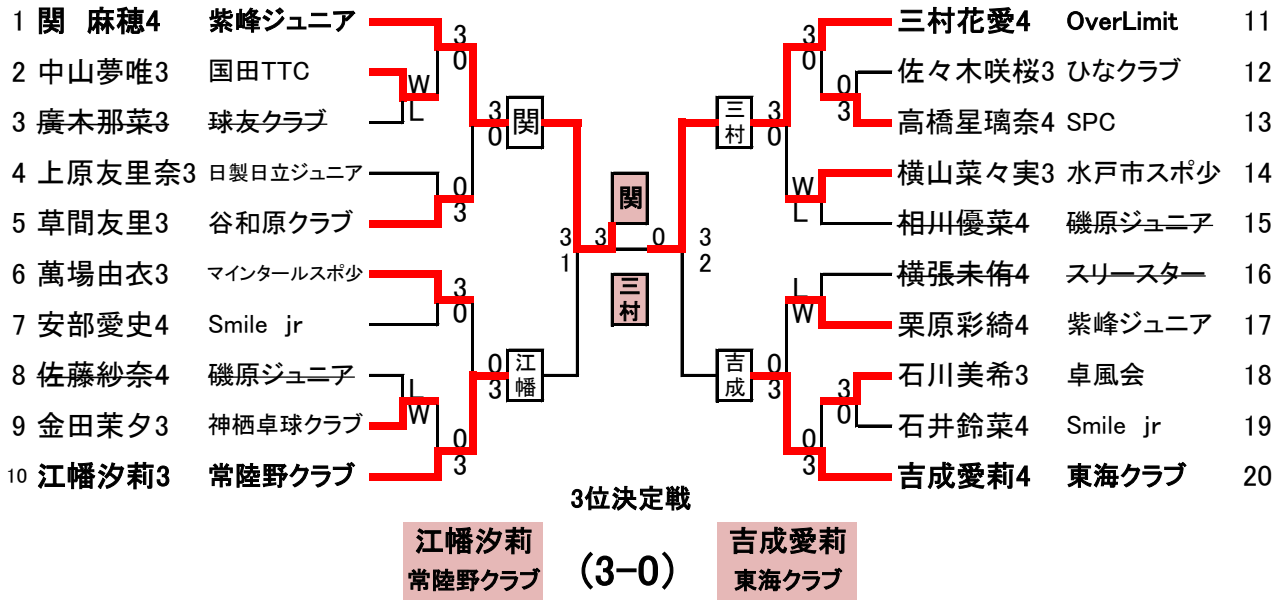 1 関 麻穂4 紫峰ジュニア
2 中山夢唯3 国田TTC
3 廣木那菜3 球友クラブ
4 上原友里奈3 日製日立ジュニア
5 草間友里3 谷和原クラブ
6 萬場由衣3 マインタールスポ少
7 安部愛史4 Smile jr
8 佐藤紗奈4 磯原ジュニア
9 金田茉夕3 神栖卓球クラブ
10 江幡汐莉3 常陸野クラブ
3
0
W
L
0
3
3
0
L
W
0
3
3
0
関
0
3
江幡
3
1
3
関
0
三村
3
2
三村
3
0
吉成
0
3
3
0
0
3
W
L
L
W
3
0
0
3
三村花愛4 OverLimit 11
佐々木咲桜3 ひなクラブ 12
高橋星璃奈4 SPC 13
横山菜々実3 水戸市スポ少 14
相川優菜4 磯原ジュニア 15
横張未侑4 スリースター 16
栗原彩綺4 紫峰ジュニア 17
石川美希3 卓風会 18
石井鈴菜4 Smile jr 19
吉成愛莉4 東海クラブ 20
3位決定戦
江幡汐莉
常陸野クラブ
(3-0)
吉成愛莉
東海クラブ